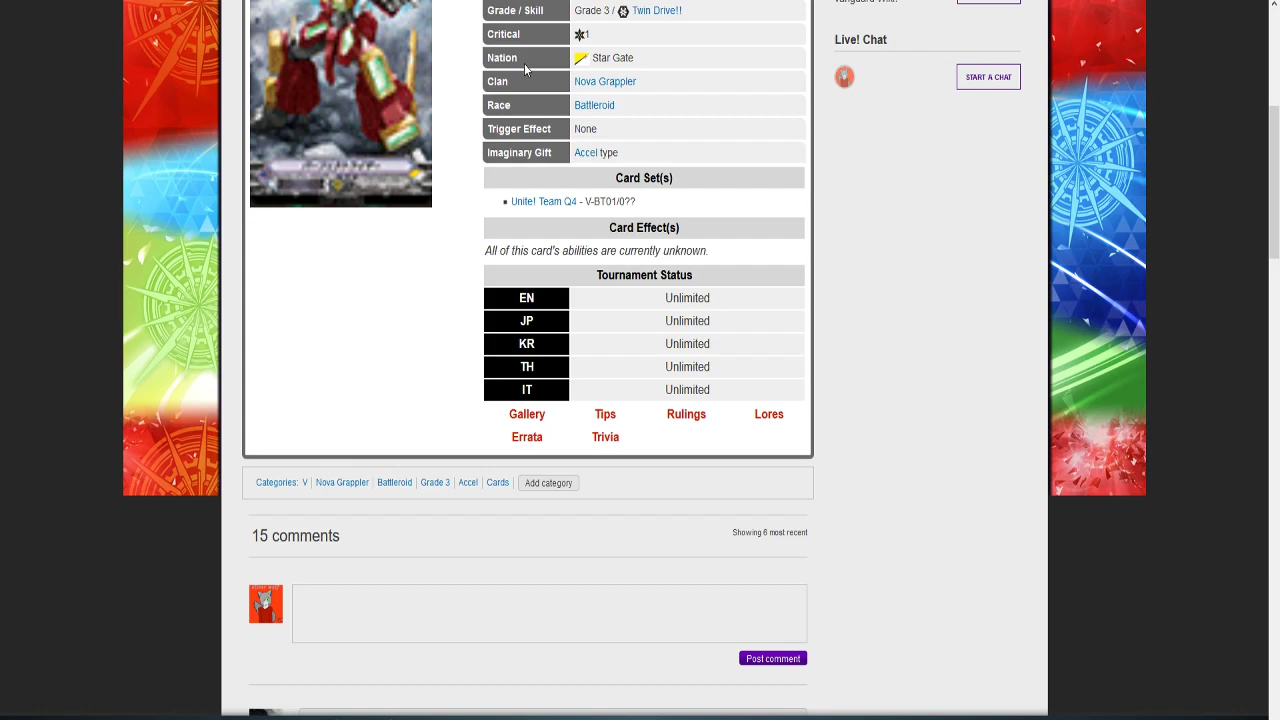 Vanguard Wiki!
Grade / Skill Grade 3 / Twin Drive!!
Critical 1
Live! Chat
Nation Star Gate
START A CHAT
Clan Nova Grappler
Race Battleroid
Trigger Effect None
Imaginary Gift Accel type
Card Set(s)
Unite! Team Q4 - V-BT01/0??
Card Effect(s)
All of this card's abilities are currently unknown.
Tournament Status
EN Unlimited
JP Unlimited
KR Unlimited
TH Unlimited
IT Unlimited
Gallery Tips Rulings Lores
Errata Trivia
Categories: V | Nova Grappler | Battleroid | Grade 3 | Accel | Cards | Add category
15 comments Showing 6 most recent
Post comment